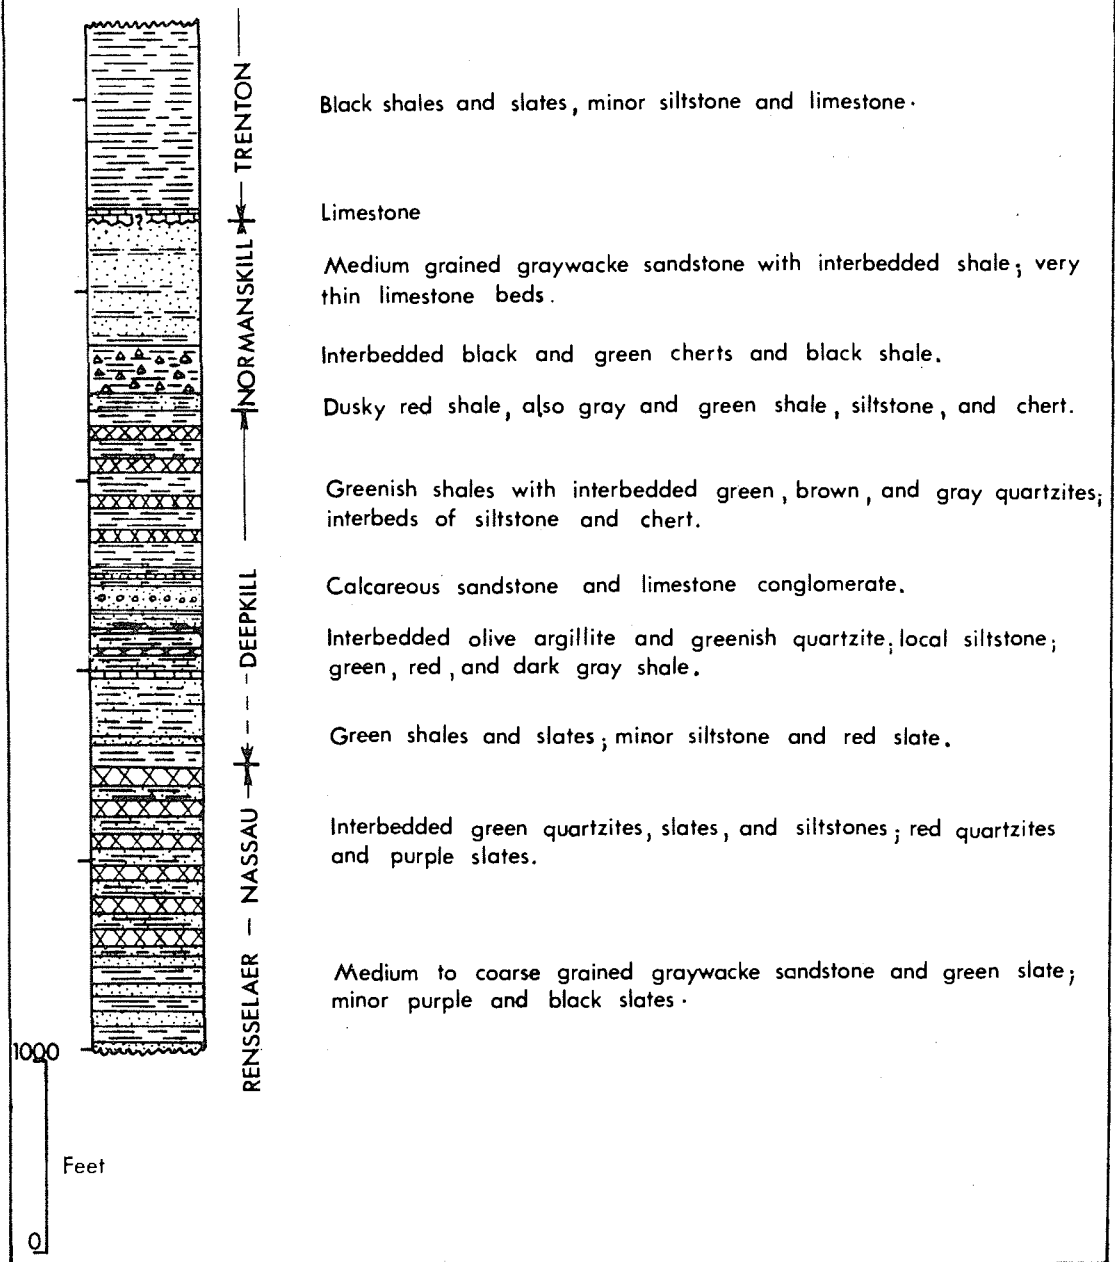 TRENTON
Black shales and slates, minor siltstone and limestone.
Limestone
?
NORMANSKILL
Medium grained graywacke sandstone with interbedded shale; very
thin limestone beds.
Interbedded black and green cherts and black shale.
Dusky red shale, also gray and green shale, siltstone, and chert.
Greenish shales with interbedded green, brown, and gray quartzites;
interbeds of siltstone and chert.
DEEPKILL
Calcareous sandstone and limestone conglomerate.
Interbedded olive argillite and greenish quartzite; local siltstone;
green, red, and dark gray shale.
Green shales and slates; minor siltstone and red slate.
RENSSELAER — NASSAU
Interbedded green quartzites, slates, and siltstones; red quartzites
and purple slates.
Medium to coarse grained graywacke sandstone and green slate;
minor purple and black slates.
1000
Feet
0